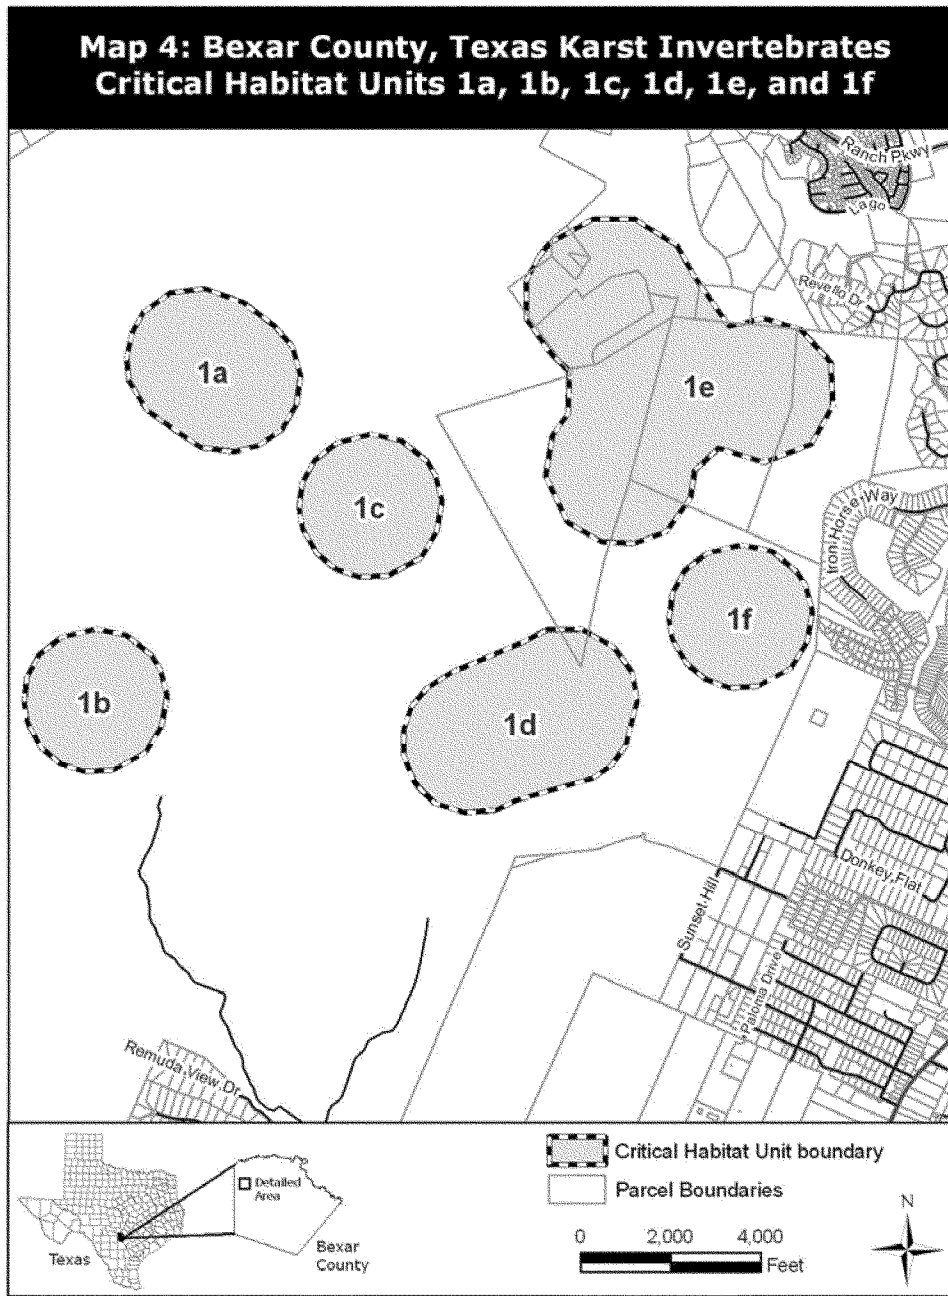 Map 4: Bexar County, Texas Karst Invertebrates
Critical Habitat Units 1a, 1b, 1c, 1d, 1e, and 1f
Ranch Pkwy
Lago
Revello Dr
1a
1e
1c
Iron Horse Way
1f
1b
1d
Donkey Flat
Sunset Hill
Paloma Drive
Remuda View Dr
Texas
Detailed
Area
Bexar
County
Critical Habitat Unit boundary
Parcel Boundaries
0 2,000 4,000
Feet
N